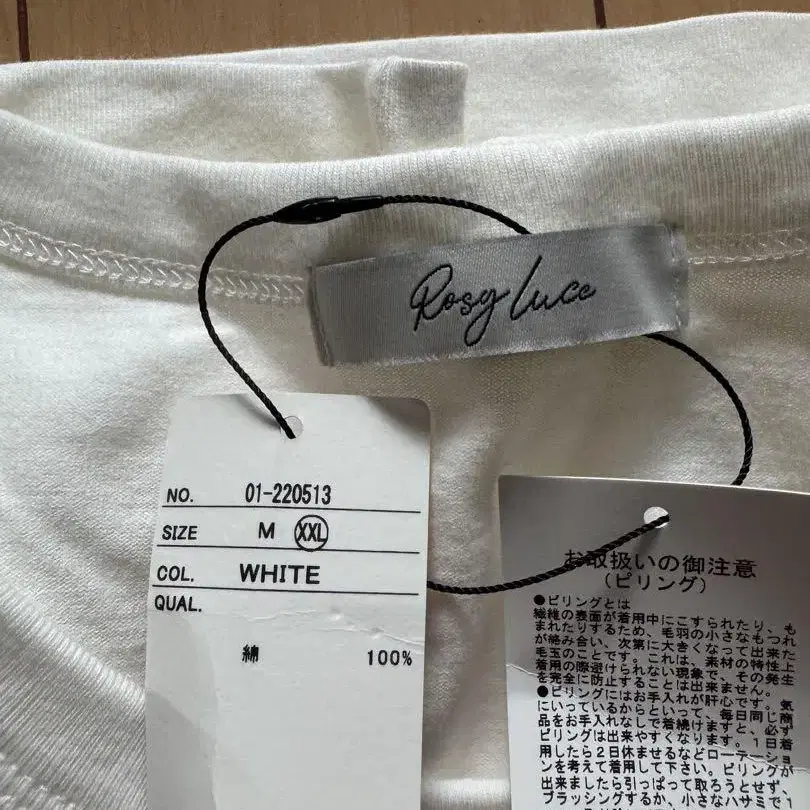 Rosy luce
NO. 01-220513
SIZE M XXL
COL. WHITE
QUAL.
綿 100%
お取扱いの御注意
(ピリング)
●ピリングとは
繊維の表面が着用中にこすられたり、も
まれたりするため、毛羽の小さなもつれ
が絡み合い、次第に大きくなって出来た
毛玉のことです。これは、素材の特性上
着用の際避けられない現象で、その発生
を完全に防止することは出来ません。
●ピリングにはお手入れが肝心です。気
にいっているからといって、毎日同じ商
品をお手入れなしで着続けますと、必ず
ピリングは出来やすくなります。1日着
用したら2日休ませるなどローテーショ
ンを考えて着用して下さい。ピリングが
出来ましたら引っぱって取ろうとせず、
ブラッシングするか、小さなハサミで